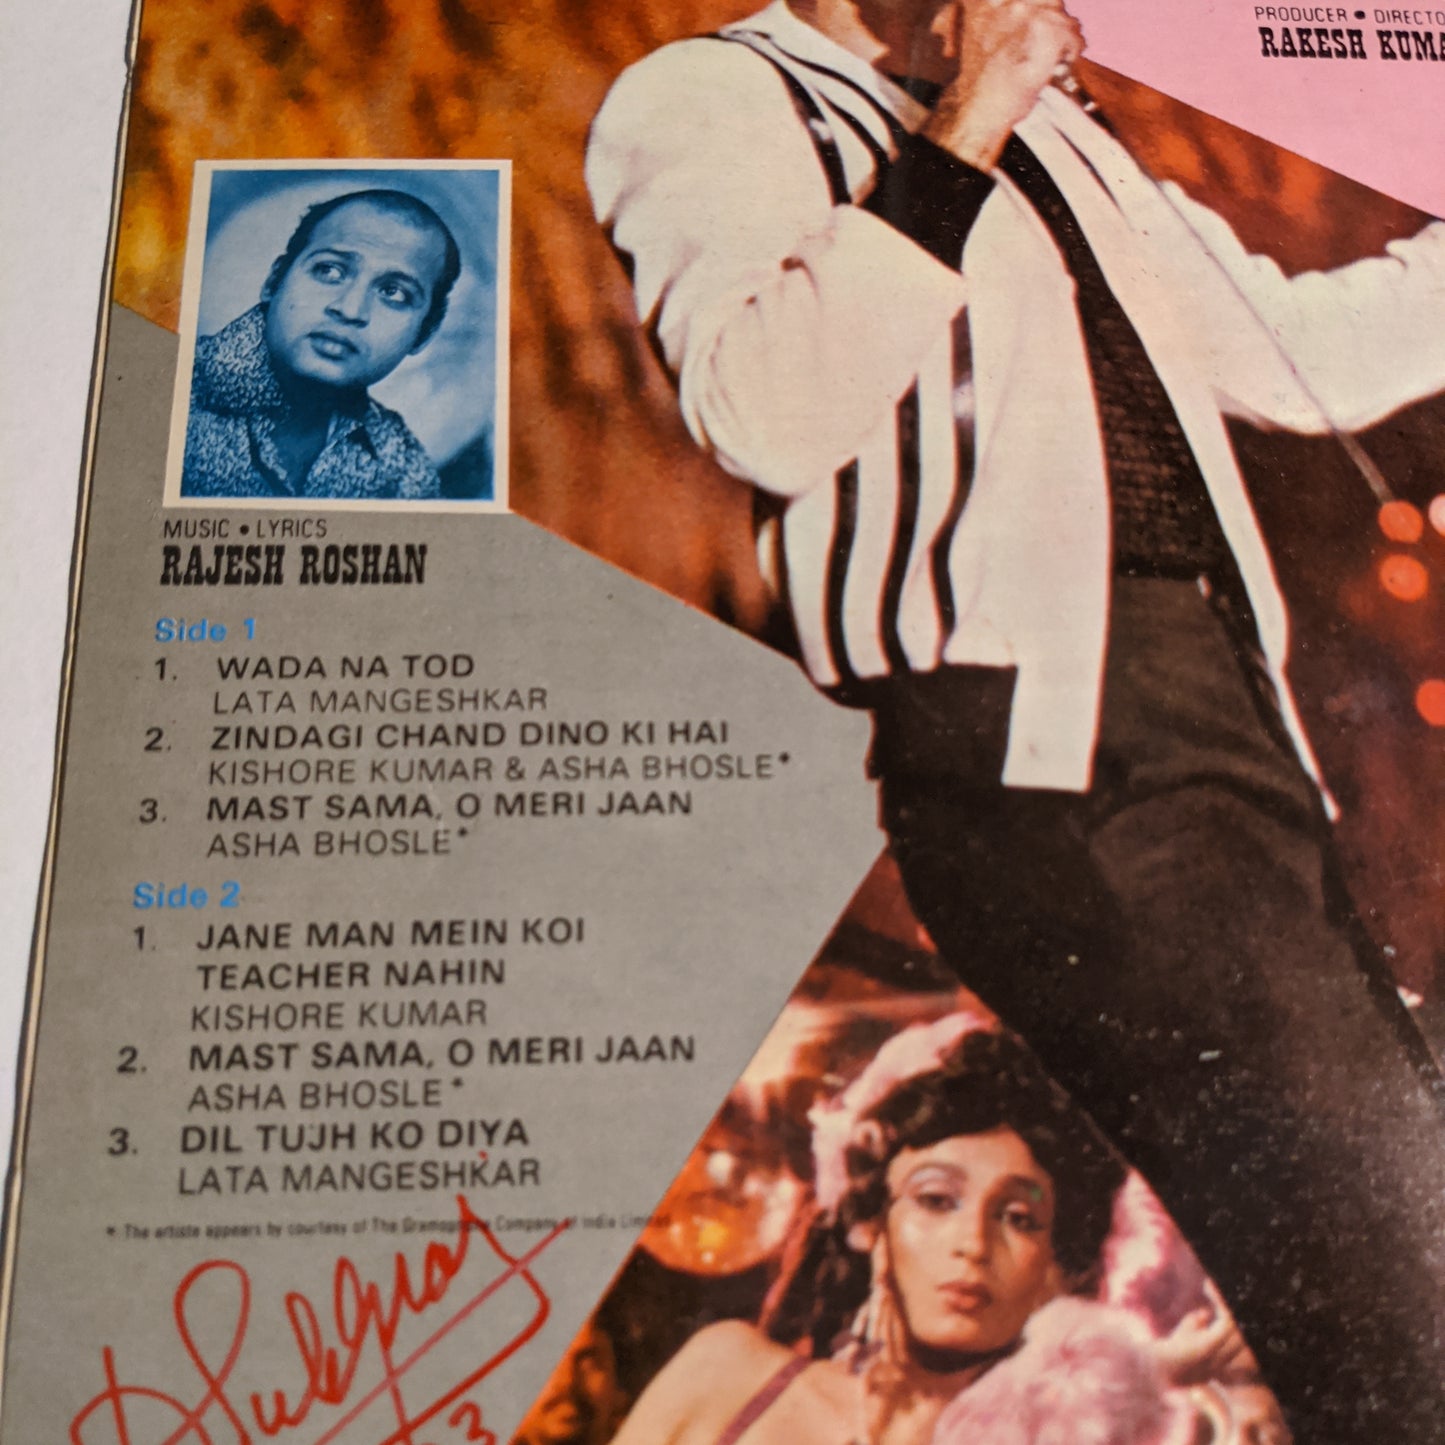 PRODUCER • DIRECTO
RAKESH KUMA
MUSIC • LYRICS
RAJESH ROSHAN
Side 1
1. WADA NA TOD
LATA MANGESHKAR
2. ZINDAGI CHAND DINO KI HAI
KISHORE KUMAR & ASHA BHOSLE*
3. MAST SAMA, O MERI JAAN
ASHA BHOSLE*
Side 2
1. JANE MAN MEIN KOI
TEACHER NAHIN
KISHORE KUMAR
2. MAST SAMA, O MERI JAAN
ASHA BHOSLE*
3. DIL TUJH KO DIYA
LATA MANGESHKAR
* The artiste appears by courtesy of The Gramophone Company of India Limited